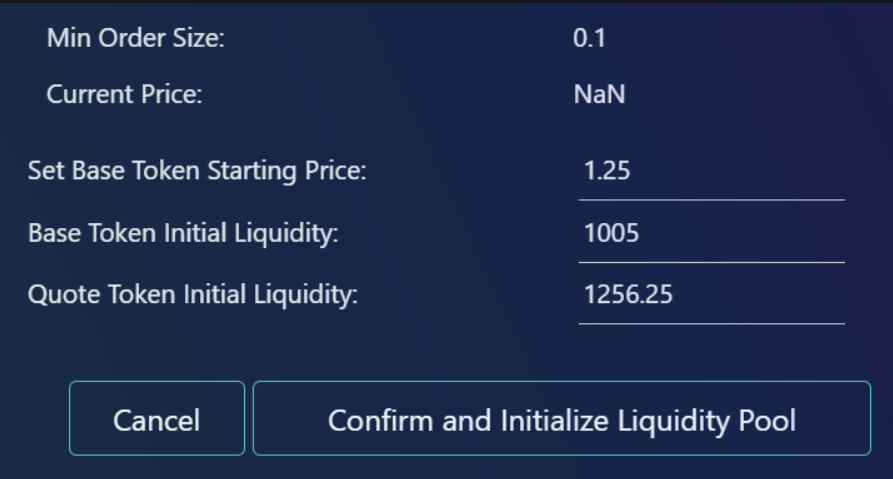 Min Order Size: 0.1
Current Price: NaN
Set Base Token Starting Price: 1.25
Base Token Initial Liquidity: 1005
Quote Token Initial Liquidity: 1256.25
Cancel Confirm and Initialize Liquidity Pool